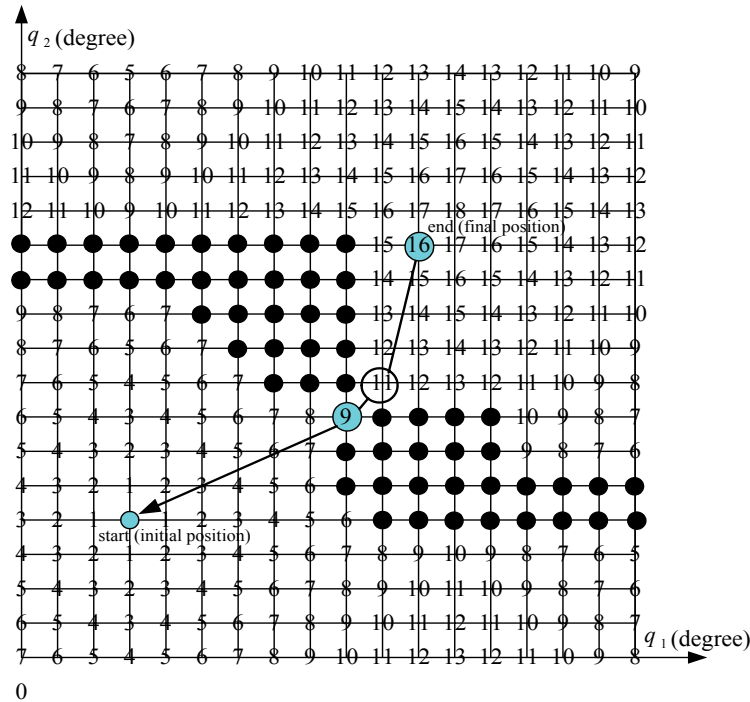 q 2 (degree)
8 7 6 5 6 7 8 9 10 11 12 13 14 13 12 11 10 9
9 8 7 6 7 8 9 10 11 12 13 14 15 14 13 12 11 10
10 9 8 7 8 9 10 11 12 13 14 15 16 15 14 13 12 11
11 10 9 8 9 10 11 12 13 14 15 16 17 16 15 14 13 12
12 11 10 9 10 11 12 13 14 15 16 17 18 17 16 15 14 13
end (final position)
15 16 17 16 15 14 13 12
14 15 16 15 14 13 12 11
9 8 7 6 7 13 14 15 14 13 12 11 10
8 7 6 5 6 7 12 13 14 13 12 11 10 9
7 6 5 4 5 6 7 11 12 13 12 11 10 9 8
6 5 4 3 4 5 6 7 8 9 10 9 8 7
5 4 3 2 3 4 5 6 7 9 8 7 6
4 3 2 1 2 3 4 5 6
3 2 1 1 2 3 4 5 6
start (initial position)
4 3 2 1 2 3 4 5 6 7 8 9 10 9 8 7 6 5
5 4 3 2 3 4 5 6 7 8 9 10 11 10 9 8 7 6
6 5 4 3 4 5 6 7 8 9 10 11 12 11 10 9 8 7
q 1 (degree)
7 6 5 4 5 6 7 8 9 10 11 12 13 12 11 10 9 8
0